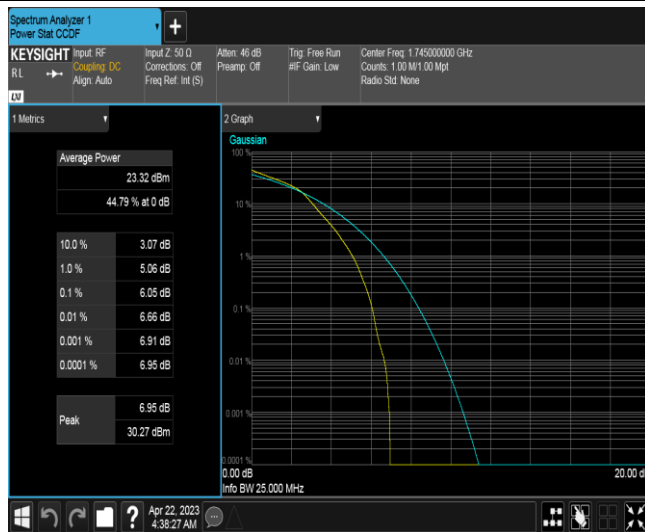 Spectrum Analyzer 1
Power Stat CCDF
+
KEYSIGHT
RL
LXI
Input: RF
Coupling: DC
Align: Auto
Input Z: 50 Ω
Corrections: Off
Freq Ref: Int (S)
Atten: 46 dB
Preamp: Off
Trig: Free Run
#IF Gain: Low
Center Freq: 1.745000000 GHz
Counts: 1.00 M/1.00 Mpt
Radio Std: None
1 Metrics
Average Power
23.32 dBm
44.79 % at 0 dB
10.0 % 3.07 dB
1.0 % 5.06 dB
0.1 % 6.05 dB
0.01 % 6.66 dB
0.001 % 6.91 dB
0.0001 % 6.95 dB
Peak
6.95 dB
30.27 dBm
2 Graph
Gaussian
100 %
10 %
1 %
0.1 %
0.01 %
0.001 %
0.0001 %
0.00 dB
20.00 d
Info BW 25.000 MHz
?
Apr 22, 2023
4:38:27 AM